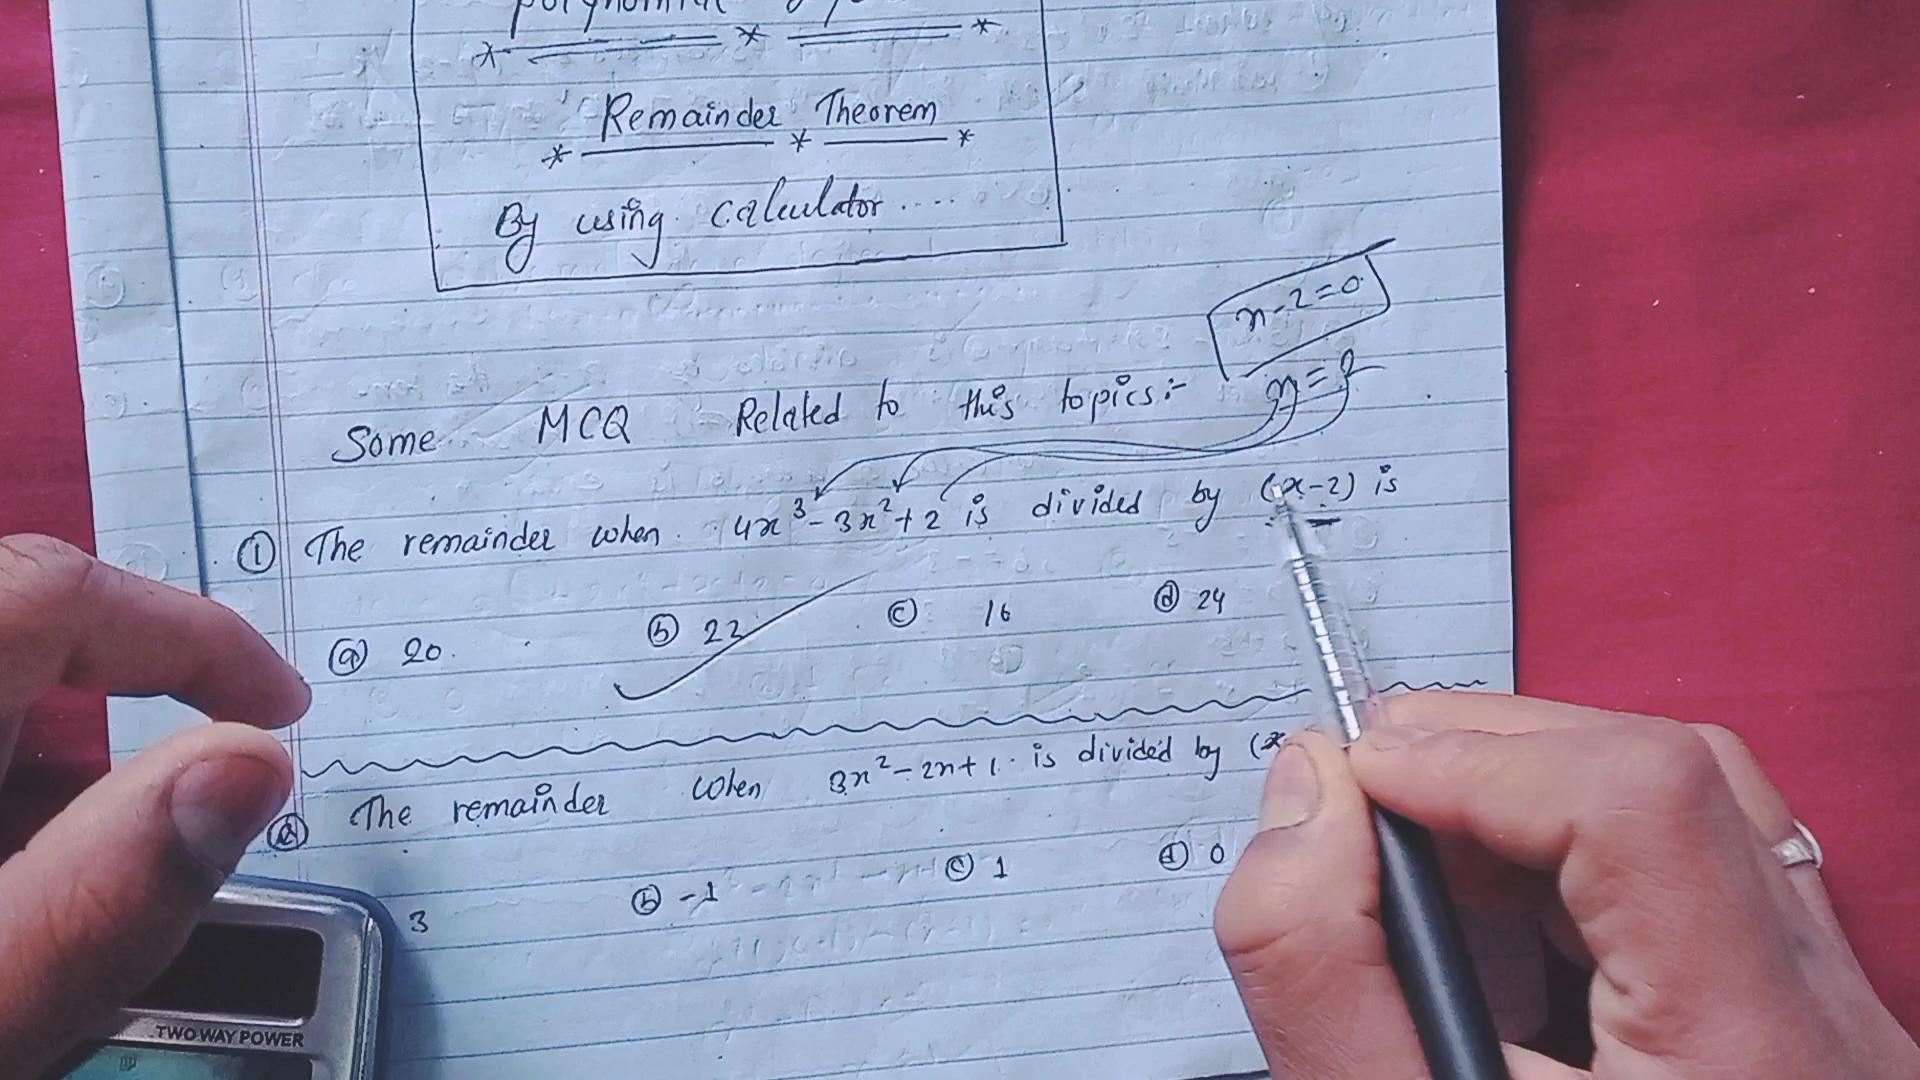 Remainder Theorem
By using calculator....
x-2=0
x=2
Some MCQ Related to this topics:-
① The remainder when 4x³-3x²+2 is divided by (x-2) is
ⓐ 20. ⓑ 22 ⓒ 16 ⓓ 24
② The remainder when 3x²-2x+1. is divided by (x
3 ⓑ -1 ⓒ 1 ⓓ 0
TWO WAY POWER